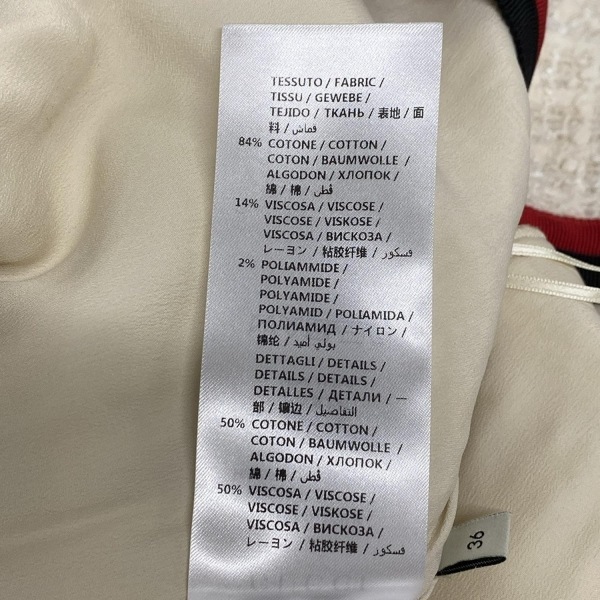 TESSUTO / FABRIC /
TISSU / GEWEBE /
TEJIDO / ТКАНЬ / 表地 / 面
料 / قماش
84% COTONE / COTTON /
COTON / BAUMWOLLE /
ALGODON / ХЛОПОК /
綿 / 棉 / قطن
14% VISCOSA / VISCOSE /
VISCOSE / VISKOSE /
VISCOSA / ВИСКОЗА /
レーヨン / 粘胶纤维 / فسكور
2% POLIAMMIDE /
POLYAMIDE /
POLYAMIDE /
POLYAMID / POLIAMIDA /
ПОЛИАМИД / ナイロン /
锦纶 / بولي أميد
DETTAGLI / DETAILS /
DETAILS / DETAILS /
DETALLES / ДЕТАЛИ / 一
部 / 镶边 / التفاصيل
50% COTONE / COTTON /
COTON / BAUMWOLLE /
ALGODON / ХЛОПОК /
綿 / 棉 / قطن
50% VISCOSA / VISCOSE /
VISCOSE / VISKOSE /
VISCOSA / ВИСКОЗА /
レーヨン / 粘胶纤维 / فسكور
36